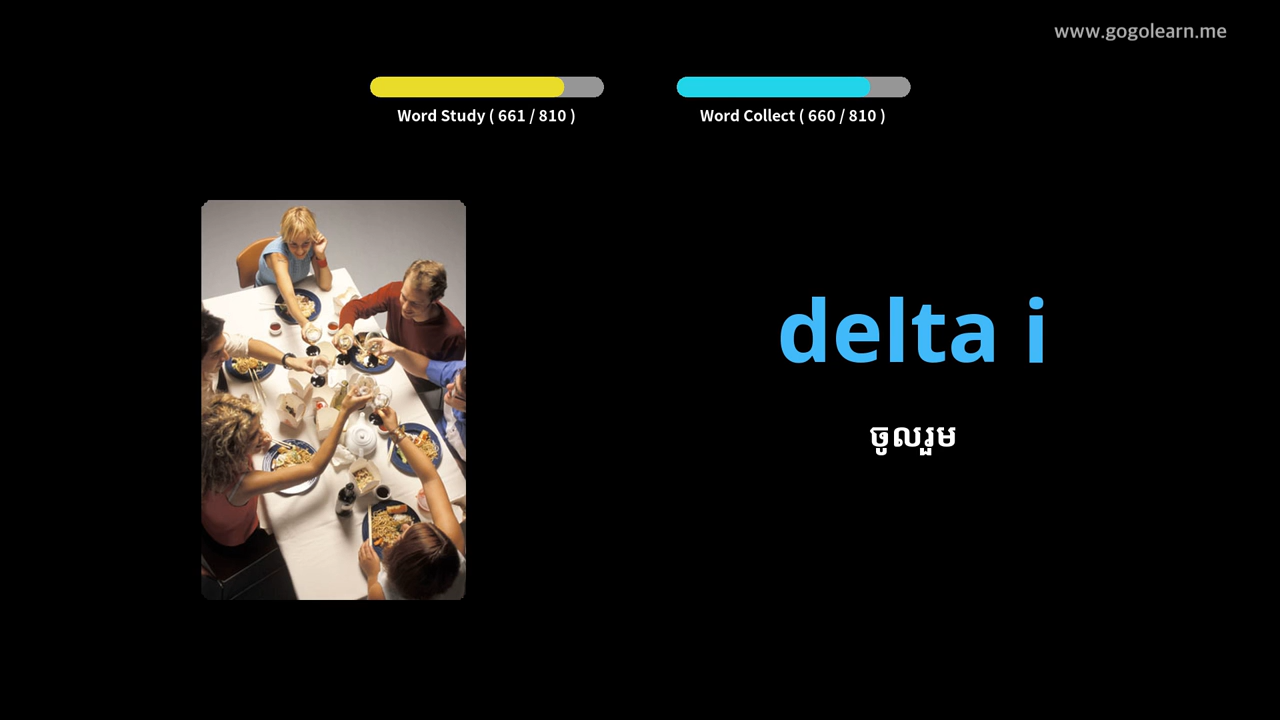 www.gogolearn.me
Word Study ( 661 / 810 )
Word Collect ( 660 / 810 )
delta i
ចូលរួម